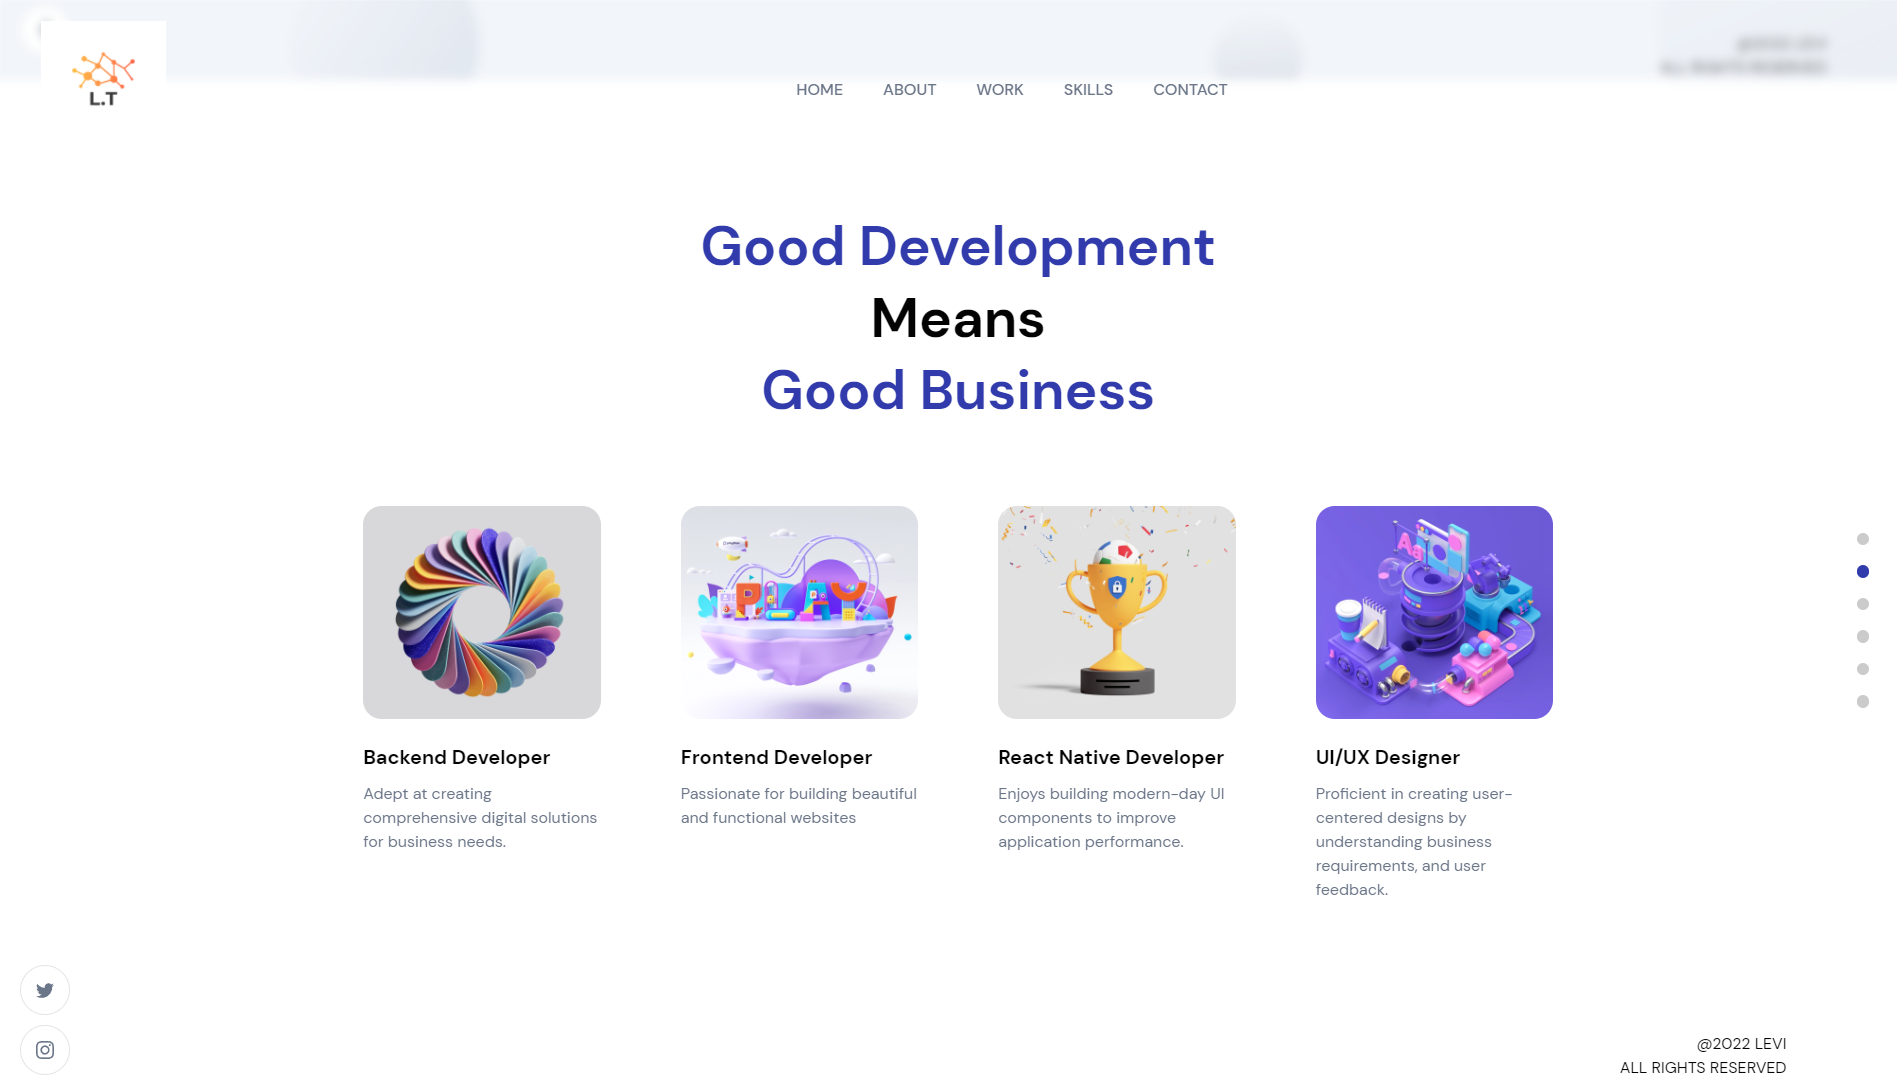 L.T
HOME ABOUT WORK SKILLS CONTACT
Good Development
Means
Good Business
PLAY
Aa
Backend Developer
Adept at creating
comprehensive digital solutions
for business needs.
Frontend Developer
Passionate for building beautiful
and functional websites
React Native Developer
Enjoys building modern-day UI
components to improve
application performance.
UI/UX Designer
Proficient in creating user-
centered designs by
understanding business
requirements, and user
feedback.
@2022 LEVI
ALL RIGHTS RESERVED